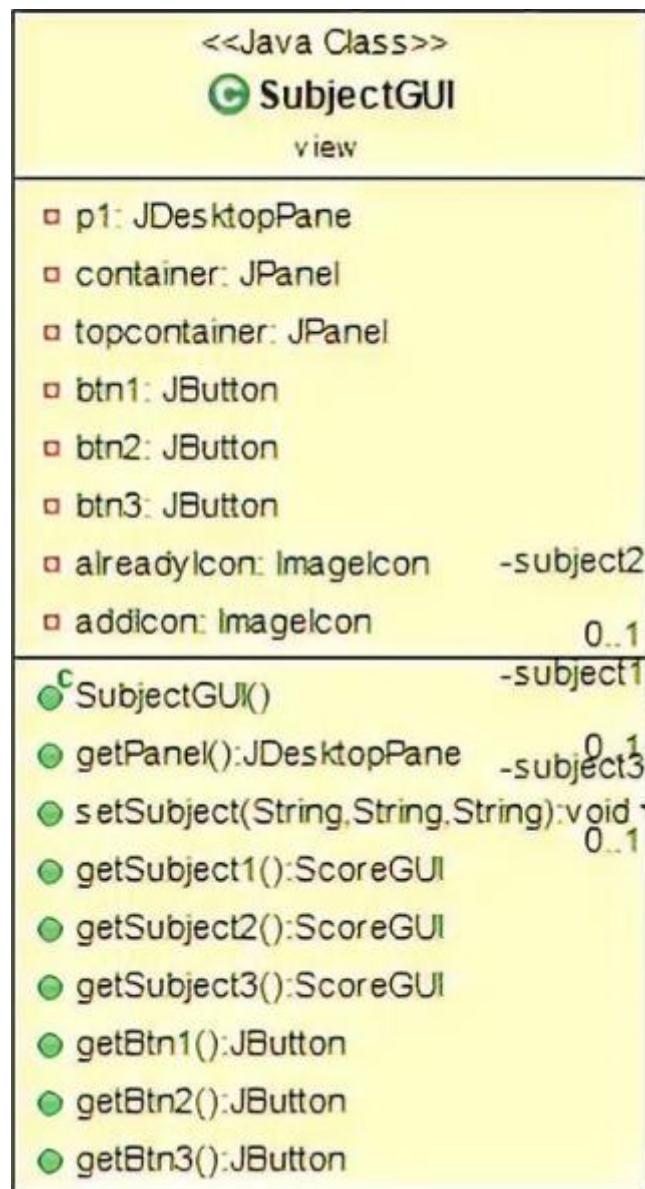 <<Java Class>>
SubjectGUI
view
p1: JDesktopPane
container: JPanel
topcontainer: JPanel
btn1: JButton
btn2: JButton
btn3: JButton
alreadyIcon: ImageIcon
-subject2
addIcon: ImageIcon
0..1
-subject1
SubjectGUI()
0..1
getPanel():JDesktopPane
-subject3
setSubject(String,String,String):void
0..1
getSubject1():ScoreGUI
getSubject2():ScoreGUI
getSubject3():ScoreGUI
getBtn1():JButton
getBtn2():JButton
getBtn3():JButton